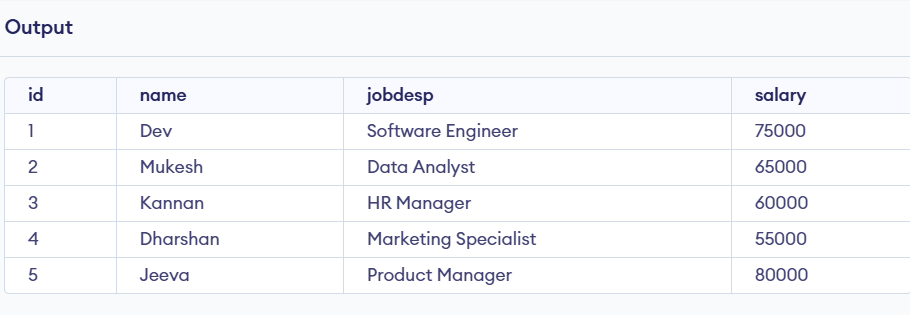 Output
id name jobdesp salary
1 Dev Software Engineer 75000
2 Mukesh Data Analyst 65000
3 Kannan HR Manager 60000
4 Dharshan Marketing Specialist 55000
5 Jeeva Product Manager 80000